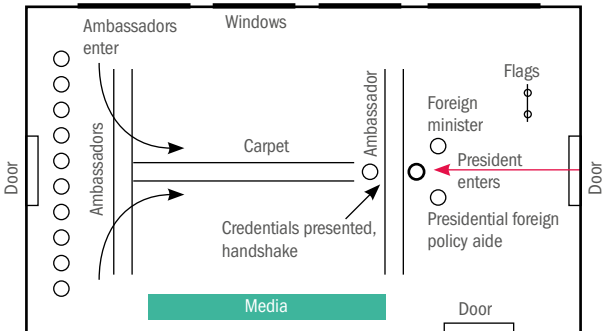 Ambassadors
enter
Windows
Flags
Foreign
minister
Ambassador
Carpet
President
enters
Door
Door
Ambassadors
Credentials presented,
handshake
Presidential foreign
policy aide
Media
Door